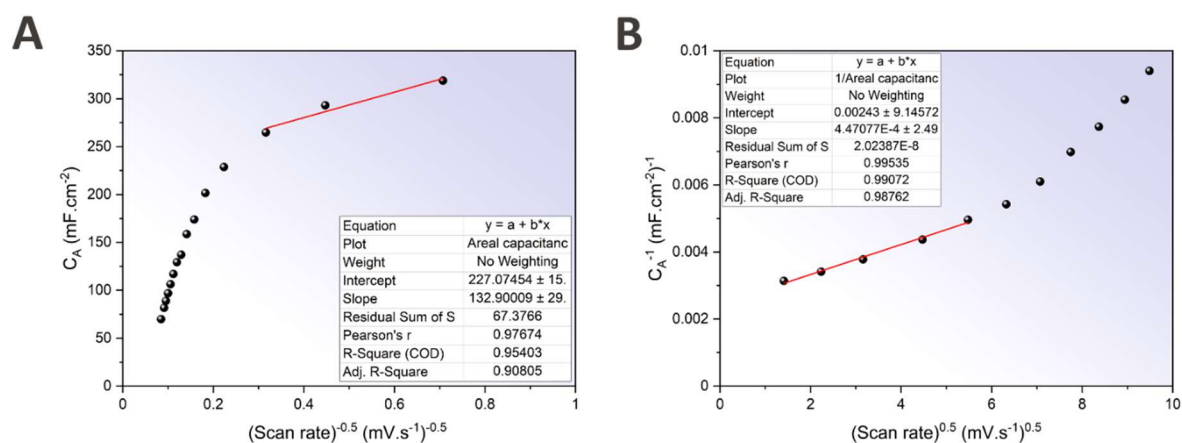 A
350
300
250
200
150
100
50
0
C_A (mF.cm⁻²)
Equation y = a + b*x
Plot Areal capacitanc
Weight No Weighting
Intercept 227.07454 ± 15.
Slope 132.90009 ± 29.
Residual Sum of S 67.3766
Pearson's r 0.97674
R-Square (COD) 0.95403
Adj. R-Square 0.90805
0 0.2 0.4 0.6 0.8 1
(Scan rate)⁻⁰·⁵ (mV.s⁻¹)⁻⁰·⁵
B
0.01
0.008
0.006
0.004
0.002
0
C_A⁻¹ (mF.cm⁻²)⁻¹
Equation y = a + b*x
Plot 1/Areal capacitanc
Weight No Weighting
Intercept 0.00243 ± 9.14572
Slope 4.47077E-4 ± 2.49
Residual Sum of S 2.02387E-8
Pearson's r 0.99535
R-Square (COD) 0.99072
Adj. R-Square 0.98762
0 2 4 6 8 10
(Scan rate)⁰·⁵ (mV.s⁻¹)⁰·⁵